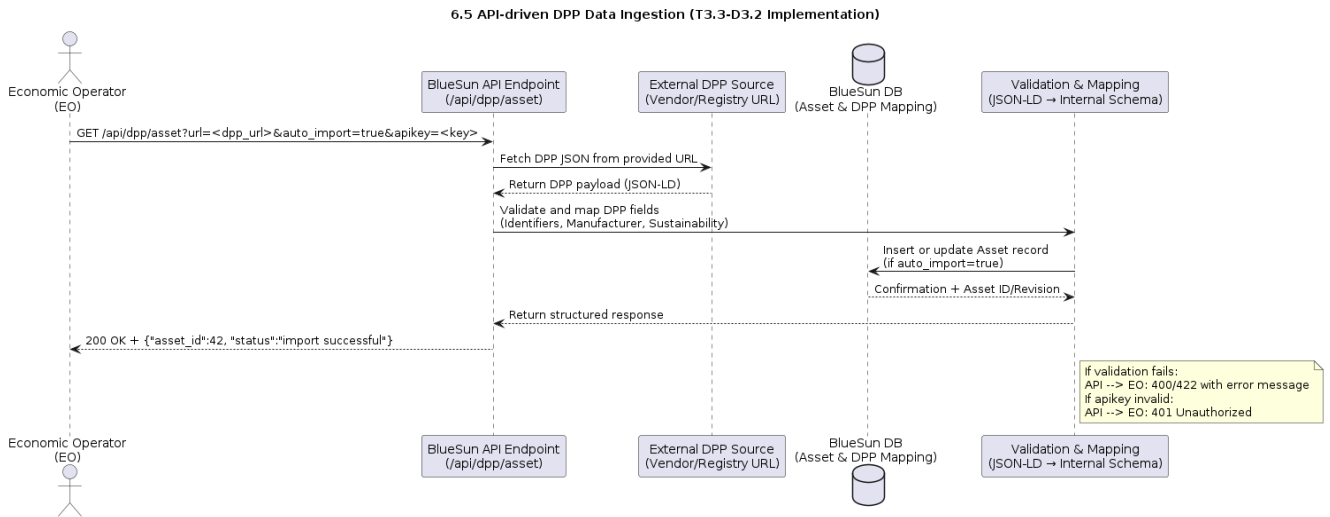 6.5 API-driven DPP Data Ingestion (T3.3-D3.2 Implementation)
Economic Operator
(EO)
BlueSun API Endpoint
(/api/dpp/asset)
External DPP Source
(Vendor/Registry URL)
BlueSun DB
(Asset & DPP Mapping)
Validation & Mapping
(JSON-LD → Internal Schema)
GET /api/dpp/asset?url=<dpp_url>&auto_import=true&apikey=<key>
Fetch DPP JSON from provided URL
Return DPP payload (JSON-LD)
Validate and map DPP fields
(Identifiers, Manufacturer, Sustainability)
Insert or update Asset record
(if auto_import=true)
Confirmation + Asset ID/Revision
Return structured response
200 OK + {"asset_id":42, "status":"import successful"}
If validation fails:
API --> EO: 400/422 with error message
If apikey invalid:
API --> EO: 401 Unauthorized
Economic Operator
(EO)
BlueSun API Endpoint
(/api/dpp/asset)
External DPP Source
(Vendor/Registry URL)
BlueSun DB
(Asset & DPP Mapping)
Validation & Mapping
(JSON-LD → Internal Schema)